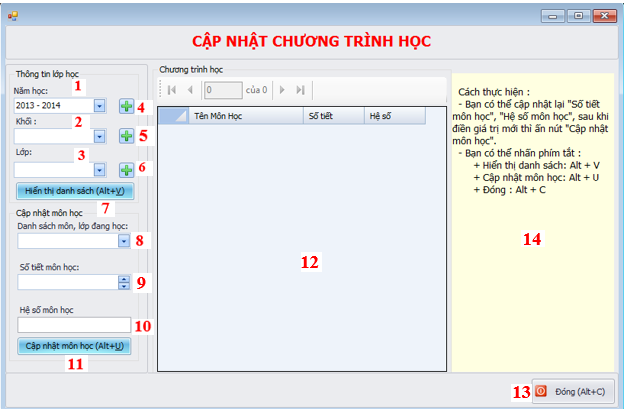 CẬP NHẬT CHƯƠNG TRÌNH HỌC
Thông tin lớp học
1
Năm học:
2013 - 2014
4
Khối :
2
5
Lớp:
3
6
Hiển thị danh sách (Alt+V)
7
Cập nhật môn học
Danh sách môn, lớp đang học:
8
Số tiết môn học:
9
Hệ số môn học
10
Cập nhật môn học (Alt+U)
11
Chương trình học
0 của 0
Tên Môn Học Số tiết Hệ số
12
Cách thực hiện :
- Bạn có thể cập nhật lại "Số tiết
môn học", "Hệ số môn học", sau khi
điền giá trị mới thì ấn nút "Cập nhật
môn học".
- Bạn có thể nhấn phím tắt :
+ Hiển thị danh sách: Alt + V
+ Cập nhật môn học: Alt + U
+ Đóng : Alt + C
14
13
Đóng (Alt+C)